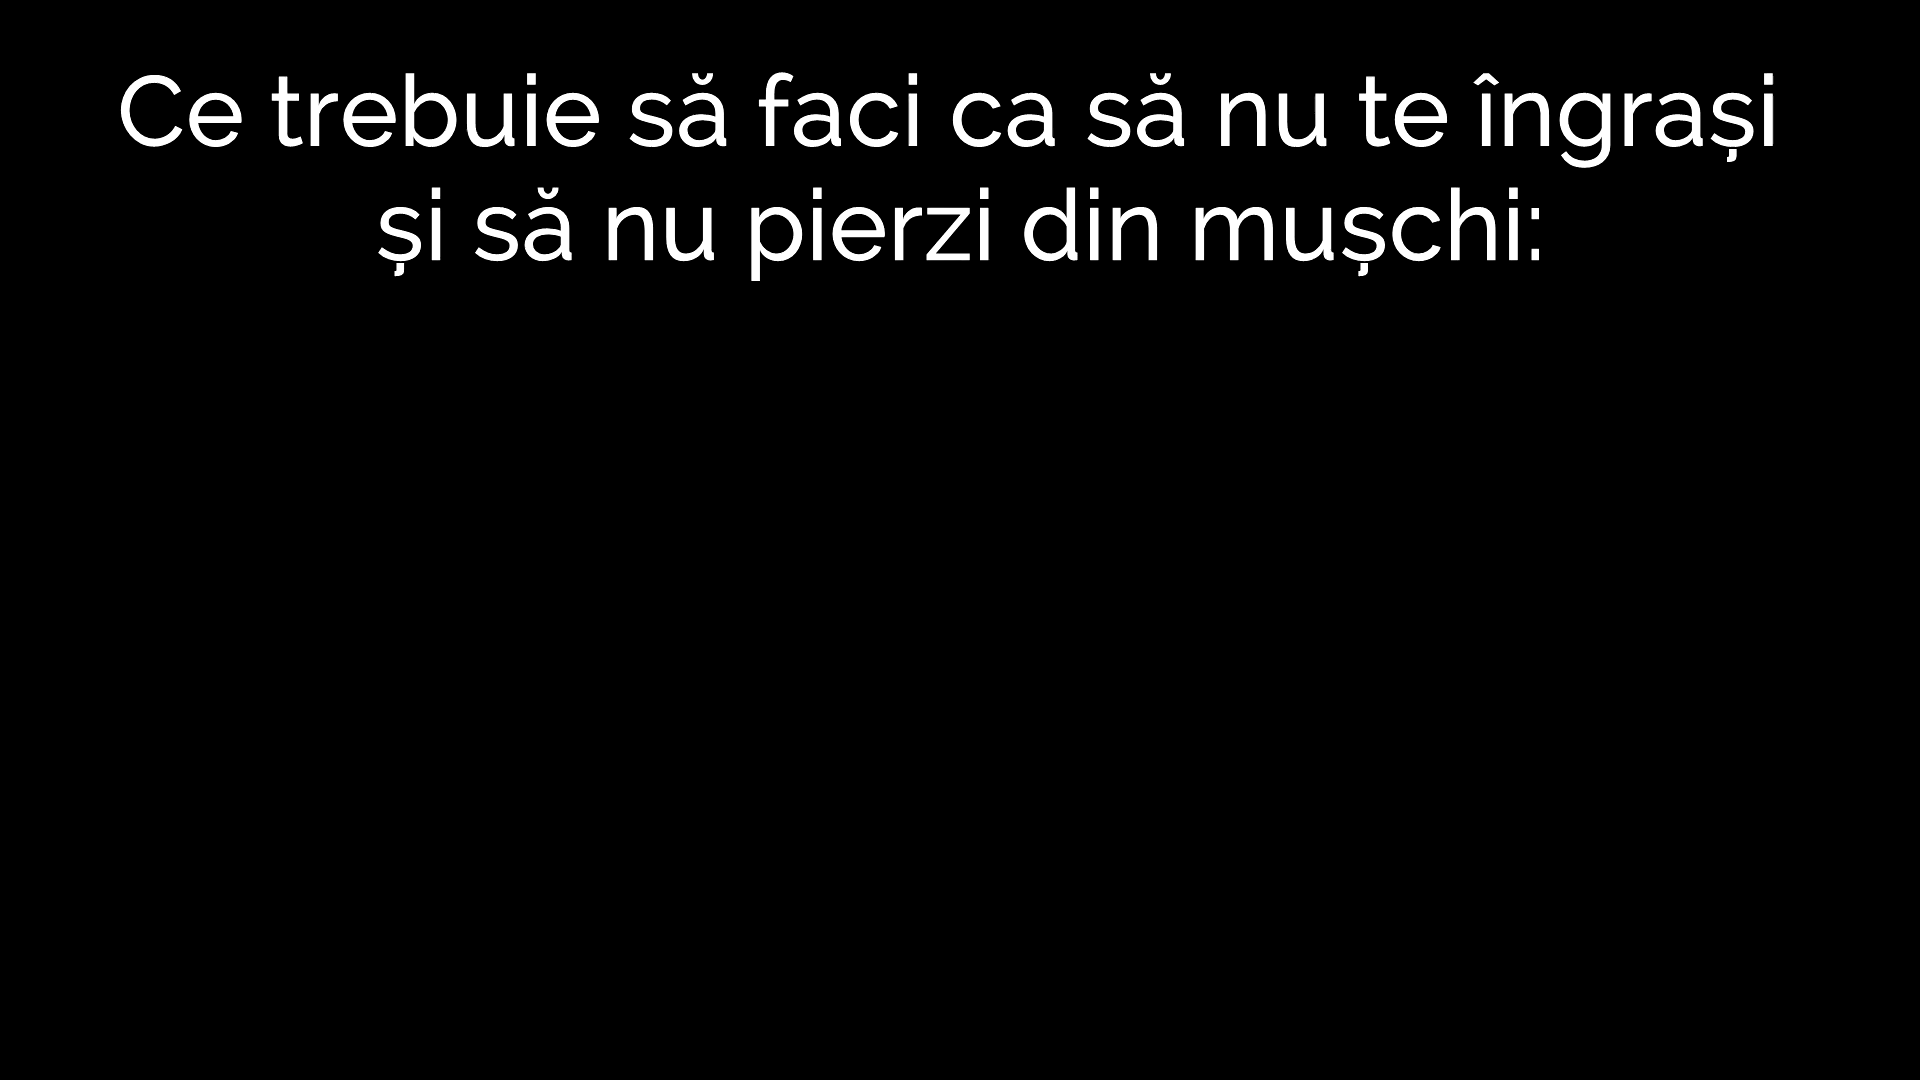 Ce trebuie să faci ca să nu te îngrași
și să nu pierzi din mușchi: